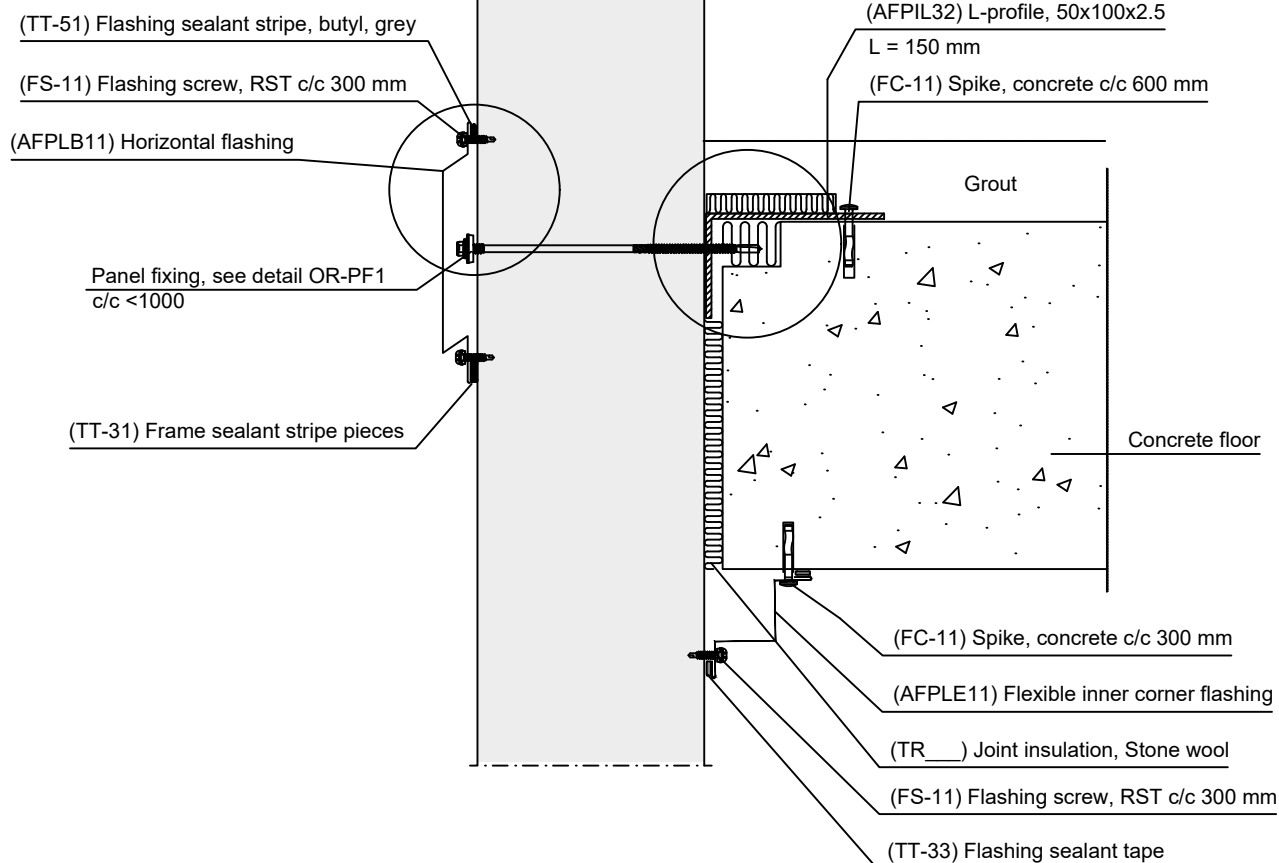 (TT-51) Flashing sealant stripe, butyl, grey
(FS-11) Flashing screw, RST c/c 300 mm
(AFPLB11) Horizontal flashing
Panel fixing, see detail OR-PF1
c/c <1000
(TT-31) Frame sealant stripe pieces
(AFPIL32) L-profile, 50x100x2.5
L = 150 mm
(FC-11) Spike, concrete c/c 600 mm
Grout
Concrete floor
(FC-11) Spike, concrete c/c 300 mm
(AFPLE11) Flexible inner corner flashing
(TR___) Joint insulation, Stone wool
(FS-11) Flashing screw, RST c/c 300 mm
(TT-33) Flashing sealant tape